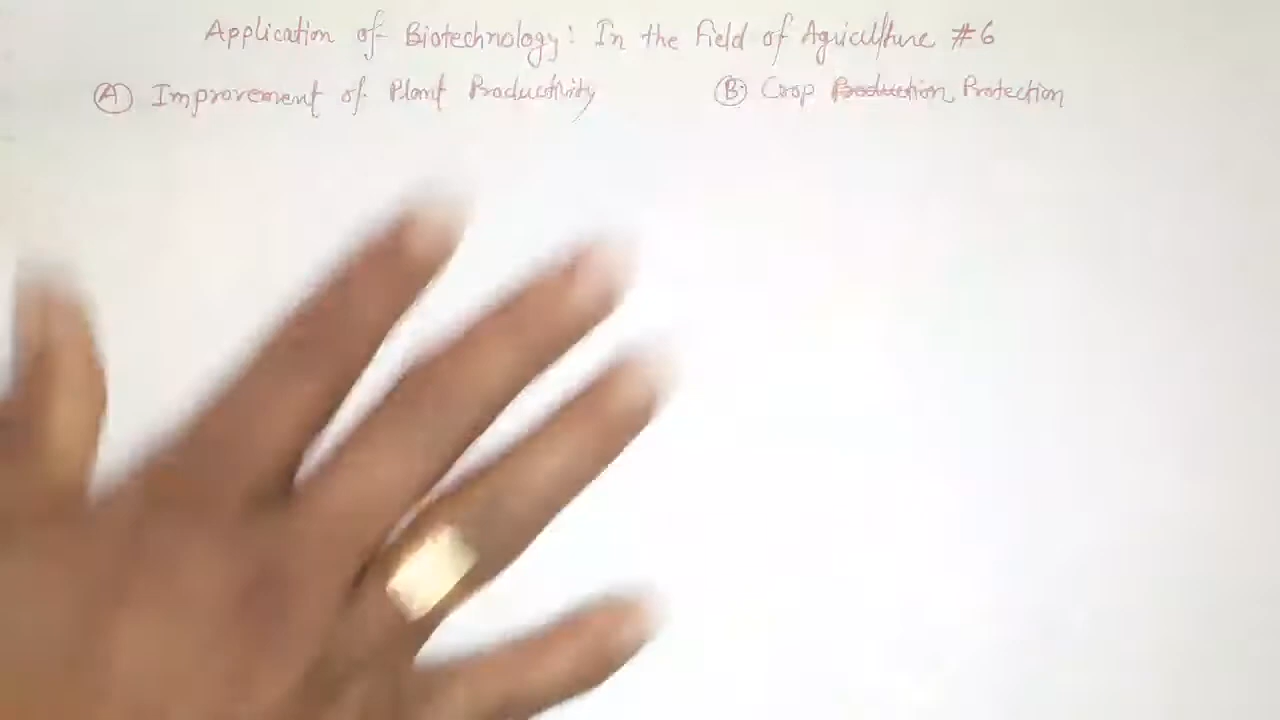 Application of Biotechnology: In the Field of Agriculture #6
(A) Improvement of Plant Productivity (B) Crop Production Protection